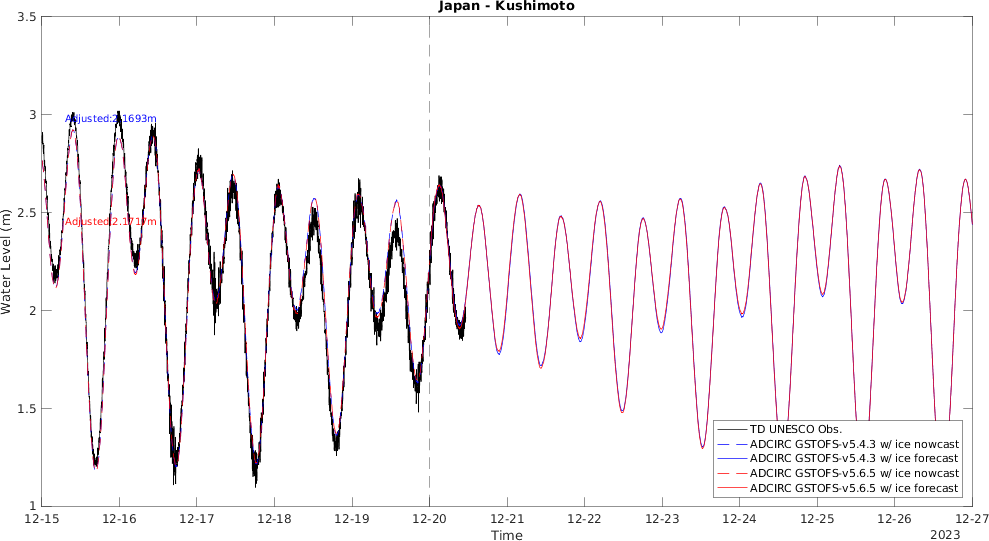 Japan - Kushimoto
Water Level (m)
3.5
3
2.5
2
1.5
1
Adjusted:2.1693m
Adjusted:2.1717m
TD UNESCO Obs.
ADCIRC GSTOFS-v5.4.3 w/ ice nowcast
ADCIRC GSTOFS-v5.4.3 w/ ice forecast
ADCIRC GSTOFS-v5.6.5 w/ ice nowcast
ADCIRC GSTOFS-v5.6.5 w/ ice forecast
12-15 12-16 12-17 12-18 12-19 12-20 12-21 12-22 12-23 12-24 12-25 12-26 12-27
Time
2023